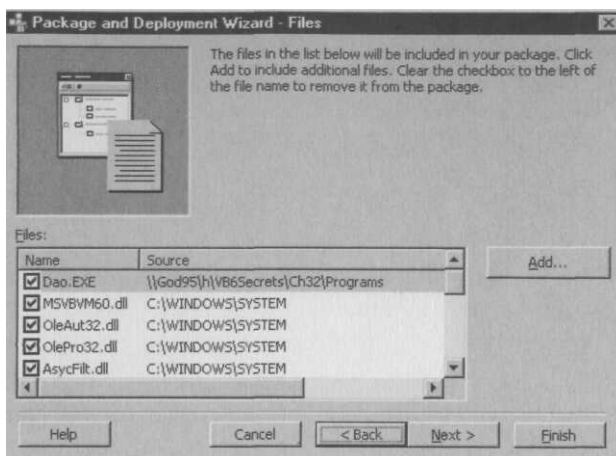 Package and Deployment Wizard - Files
The files in the list below will be included in your package. Click
Add to include additional files. Clear the checkbox to the left of
the file name to remove it from the package.
Files:
Name Source
Dao.EXE \\God95\h\VB6Secrets\Ch32\Programs
MSVBVM60.dll C:\WINDOWS\SYSTEM
OleAut32.dll C:\WINDOWS\SYSTEM
OlePro32.dll C:\WINDOWS\SYSTEM
AsycFilt.dll C:\WINDOWS\SYSTEM
Add...
Help Cancel < Back Next > Finish